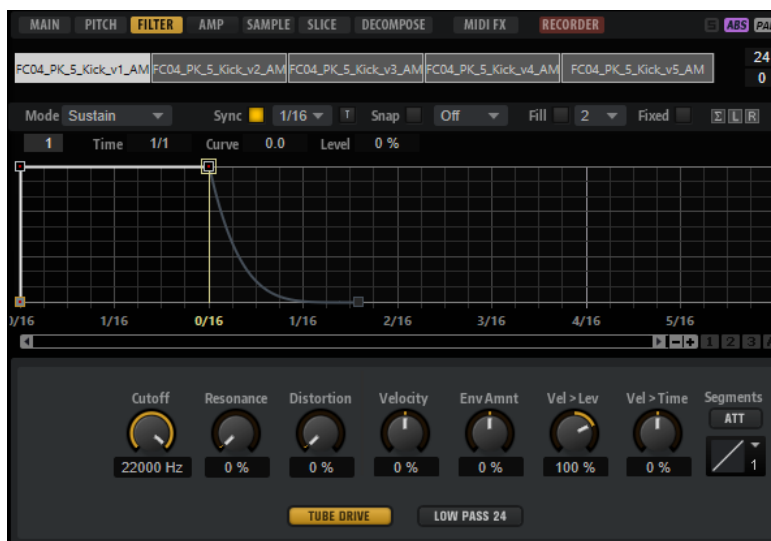 MAIN PITCH FILTER AMP SAMPLE SLICE DECOMPOSE MIDI FX RECORDER S ABS
FC04_PK_5_Kick_v1_AM FC04_PK_5_Kick_v2_AM FC04_PK_5_Kick_v3_AM FC04_PK_5_Kick_v4_AM FC04_PK_5_Kick_v5_AM 24
0
Mode Sustain Sync 1/16 T Snap Off Fill 2 Fixed Σ L R
1 Time 1/1 Curve 0.0 Level 0 %
0/16 1/16 0/16 1/16 2/16 3/16 4/16 5/16
1 2 3
Cutoff Resonance Distortion Velocity Env Amnt Vel > Lev Vel > Time Segments
ATT
22000 Hz 0 % 0 % 0 % 0 % 100 % 0 % 1
TUBE DRIVE LOW PASS 24